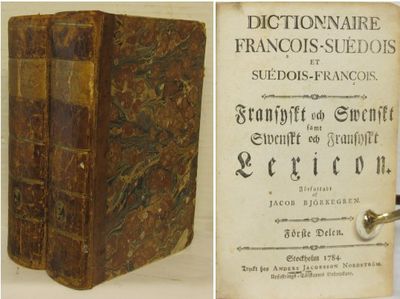 DICTIONNAIRE
FRANÇOIS-SUÉDOIS
ET
SUÉDOIS-FRANÇOIS.
Fransyskt och Swenskt
samt
Swenskt och Fransyskt
Lexicon.
Författadt
af
JACOB BJÖRKEGREN.
Förste Delen.
Stockholm 1784.
Tryckt hos ANDERS JACOBSSON NORDSTRÖM,